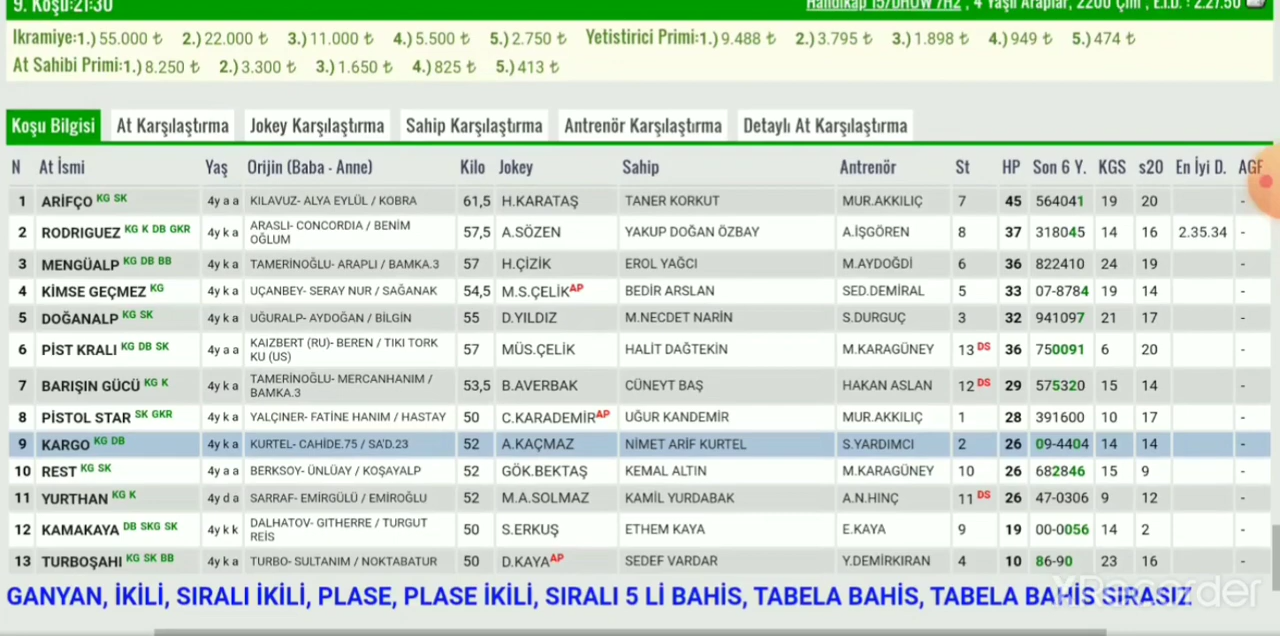 9. Koşu:21:30 Handikap 15/DHÖW /H2 , 4 Yaşlı Araplar, 2200 Çim , E.İ.D. : 2.27.50
İkramiye:1.) 55.000 ₺ 2.) 22.000 ₺ 3.) 11.000 ₺ 4.) 5.500 ₺ 5.) 2.750 ₺ Yetistirici Primi:1.) 9.488 ₺ 2.) 3.795 ₺ 3.) 1.898 ₺ 4.) 949 ₺ 5.) 474 ₺
At Sahibi Primi:1.) 8.250 ₺ 2.) 3.300 ₺ 3.) 1.650 ₺ 4.) 825 ₺ 5.) 413 ₺
Koşu Bilgisi At Karşılaştırma Jokey Karşılaştırma Sahip Karşılaştırma Antrenör Karşılaştırma Detaylı At Karşılaştırma
N At İsmi Yaş Orijin (Baba - Anne) Kilo Jokey Sahip Antrenör St HP Son 6 Y. KGS s20 En İyi D. AGF
1 ARİFÇO KG SK 4y a a KILAVUZ- ALYA EYLÜL / KOBRA 61,5 H.KARATAŞ TANER KORKUT MUR.AKKILIÇ 7 45 564041 19 20 -
2 RODRIGUEZ KG K DB GKR 4y k a ARASLI- CONCORDIA / BENİM OĞLUM 57,5 A.SÖZEN YAKUP DOĞAN ÖZBAY A.İŞGÖREN 8 37 318045 14 16 2.35.34 -
3 MENGÜALP KG DB BB 4y k a TAMERİNOĞLU- ARAPLI / BAMKA.3 57 H.ÇİZİK EROL YAĞCI M.AYDOĞDİ 6 36 822410 24 19 -
4 KİMSE GEÇMEZ KG 4y k a UÇANBEY- SERAY NUR / SAĞANAK 54,5 M.S.ÇELİK AP BEDİR ARSLAN SED.DEMİRAL 5 33 07-8784 19 14 -
5 DOĞANALP KG SK 4y k a UĞURALP- AYDOĞAN / BİLGİN 55 D.YILDIZ M.NECDET NARİN S.DURGUÇ 3 32 941097 21 17 -
6 PİST KRALI KG DB SK 4y a a KAIZBERT (RU)- BEREN / TIKI TORK KU (US) 57 MÜS.ÇELİK HALİT DAĞTEKİN M.KARAGÜNEY 13 DS 36 750091 6 20 -
7 BARIŞIN GÜCÜ KG K 4y k a TAMERİNOĞLU- MERCANHANIM / BAMKA.3 53,5 B.AVERBAK CÜNEYT BAŞ HAKAN ASLAN 12 DS 29 575320 15 14 -
8 PİSTOL STAR SK GKR 4y k a YALÇINER- FATİNE HANIM / HASTAY 50 C.KARADEMİR AP UĞUR KANDEMİR MUR.AKKILIÇ 1 28 391600 10 17 -
9 KARGO KG DB 4y k a KURTEL- CAHİDE.75 / SA'D.23 52 A.KAÇMAZ NİMET ARİF KURTEL S.YARDIMCI 2 26 09-4404 14 14 -
10 REST KG SK 4y a a BERKSOY- ÜNLÜAY / KOŞAYALP 52 GÖK.BEKTAŞ KEMAL ALTIN M.KARAGÜNEY 10 26 682846 15 9 -
11 YURTHAN KG K 4y d a SARRAF- EMİRGÜLÜ / EMİROĞLU 52 M.A.SOLMAZ KAMİL YURDABAK A.N.HINÇ 11 DS 26 47-0306 9 12 -
12 KAMAKAYA DB SKG SK 4y k k DALHATOV- GITHERRE / TURGUT REİS 50 S.ERKUŞ ETHEM KAYA E.KAYA 9 19 00-0056 14 2 -
13 TURBOŞAHI KG SK BB 4y k a TURBO- SULTANIM / NOKTABATUR 50 D.KAYA AP SEDEF VARDAR Y.DEMİRKIRAN 4 10 86-90 23 16 -
GANYAN, İKİLİ, SIRALI İKİLİ, PLASE, PLASE İKİLİ, SIRALI 5 Lİ BAHİS, TABELA BAHİS, TABELA BAHİS SIRASIZ
XRecorder